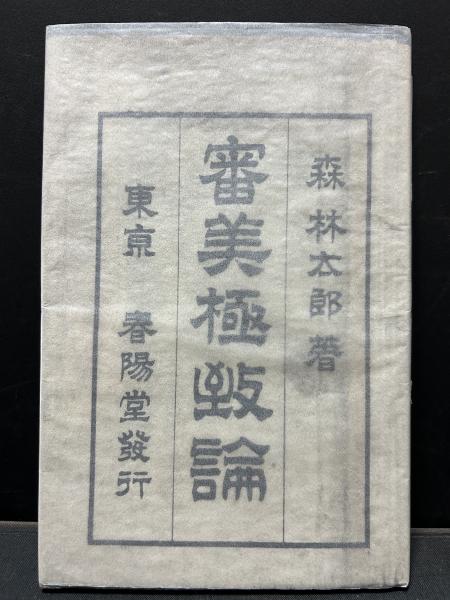 森林太郎著
審美極致論
東京 春陽堂發行